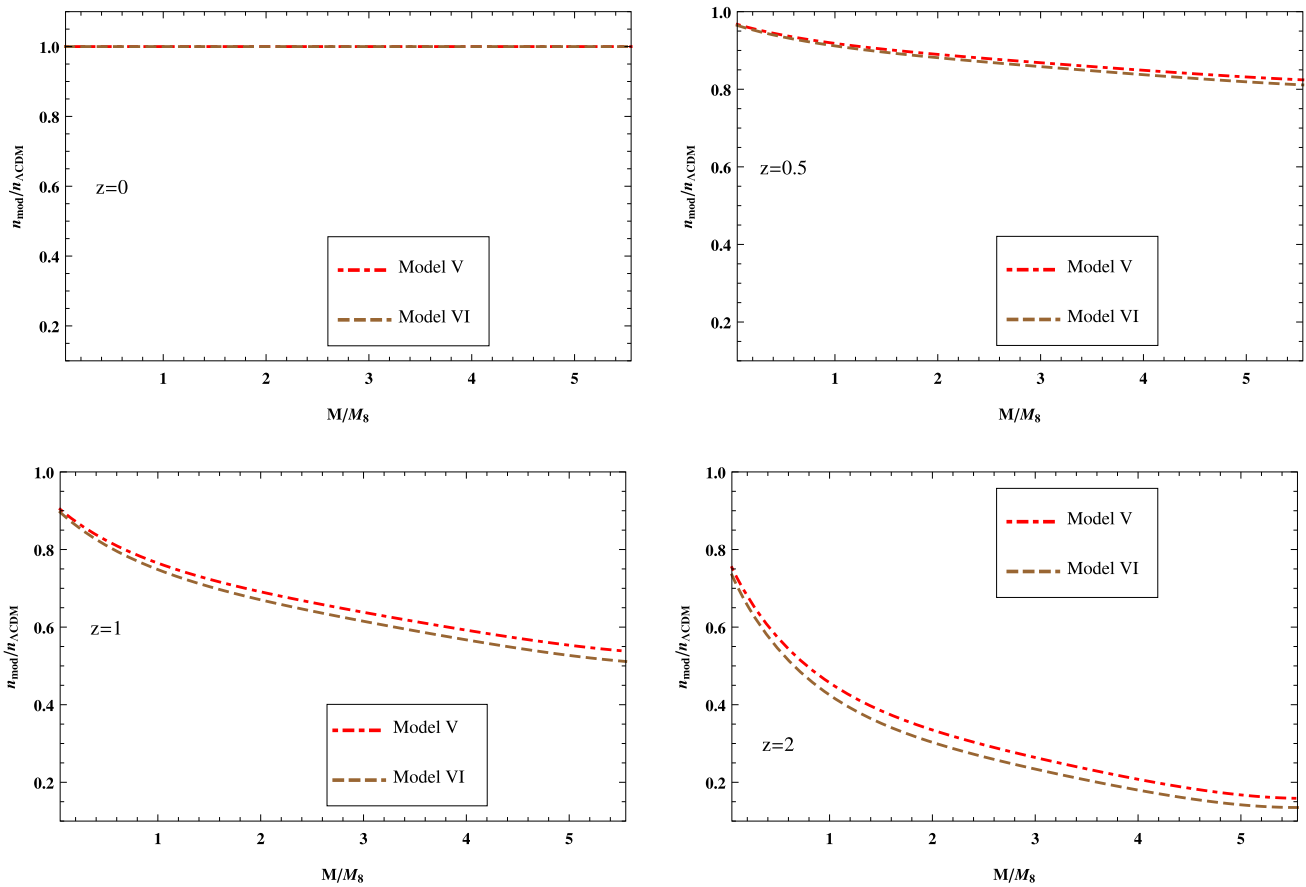 1.0
0.8
0.6
0.4
0.2
n_mod/n_ΛCDM
z=0
Model V
Model VI
1 2 3 4 5
M/M_8
1.0
0.8
0.6
0.4
0.2
n_mod/n_ΛCDM
z=0.5
Model V
Model VI
1 2 3 4 5
M/M_8
1.0
0.8
0.6
0.4
0.2
n_mod/n_ΛCDM
z=1
Model V
Model VI
1 2 3 4 5
M/M_8
1.0
0.8
0.6
0.4
0.2
n_mod/n_ΛCDM
z=2
Model V
Model VI
1 2 3 4 5
M/M_8